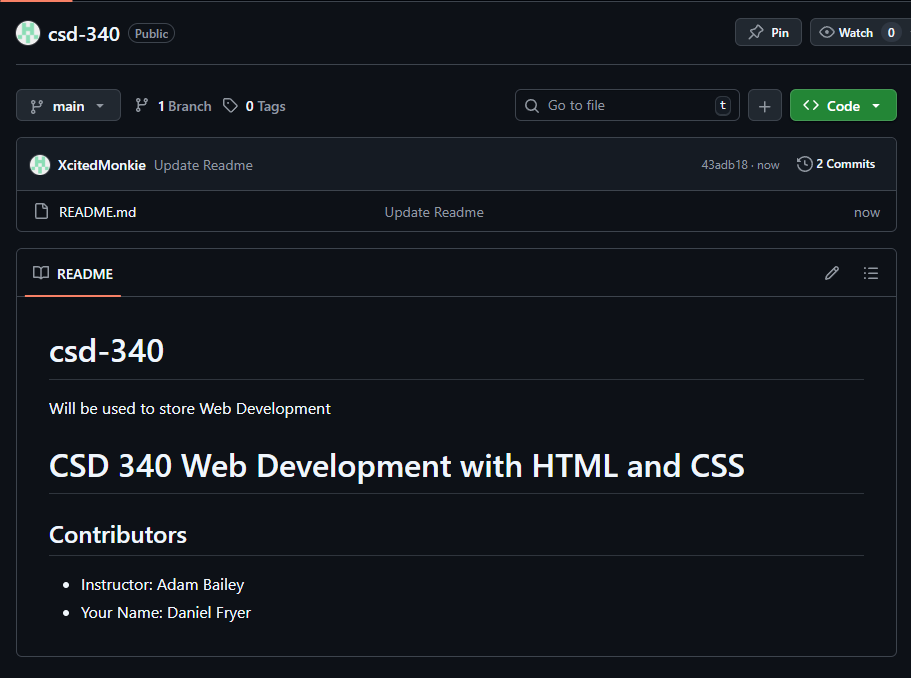 csd-340 Public Pin Watch 0
main 1 Branch 0 Tags Go to file t Code
XcitedMonkie Update Readme 43adb18 · now 2 Commits
README.md Update Readme now
README
csd-340
Will be used to store Web Development
CSD 340 Web Development with HTML and CSS
Contributors
• Instructor: Adam Bailey
• Your Name: Daniel Fryer